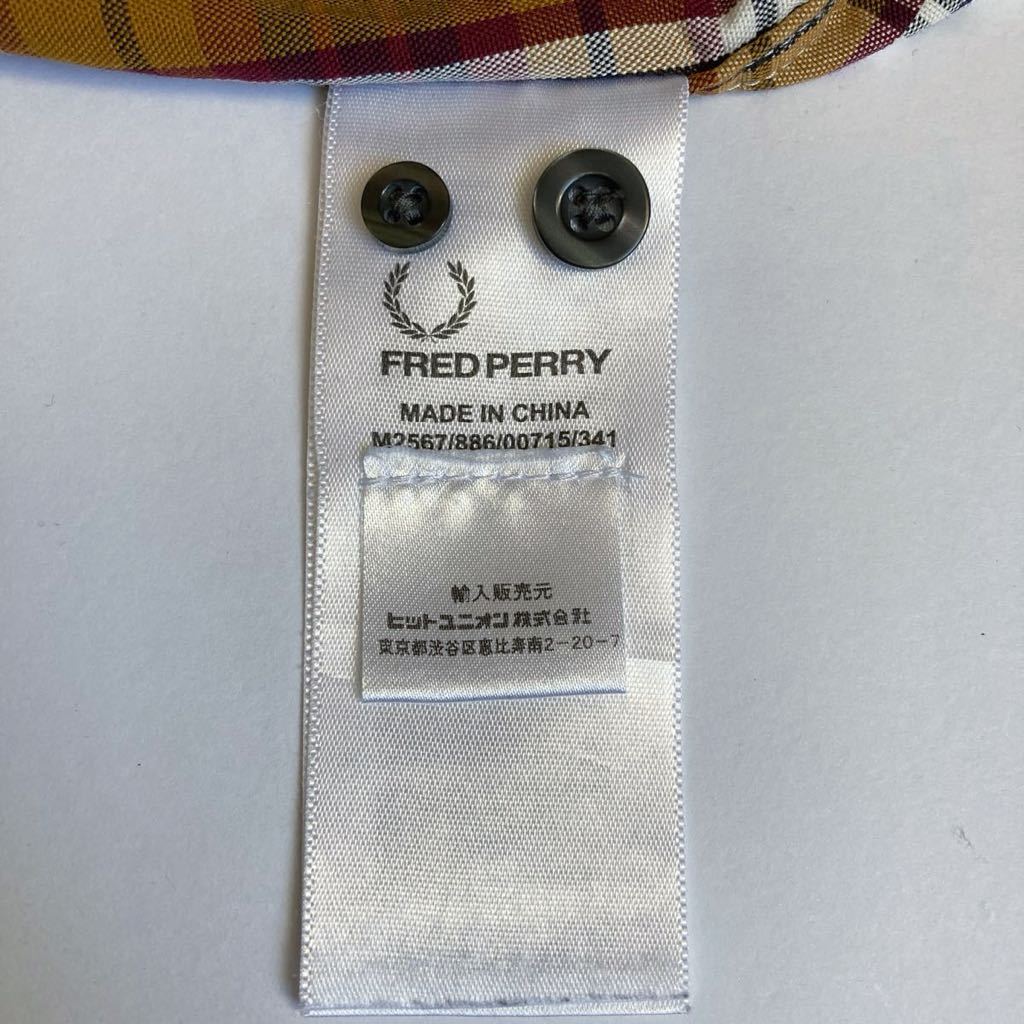 FRED PERRY
MADE IN CHINA
M2567/886/00715/341
輸入販売元
ヒットユニオン株式会社
東京都渋谷区恵比寿南2-20-7